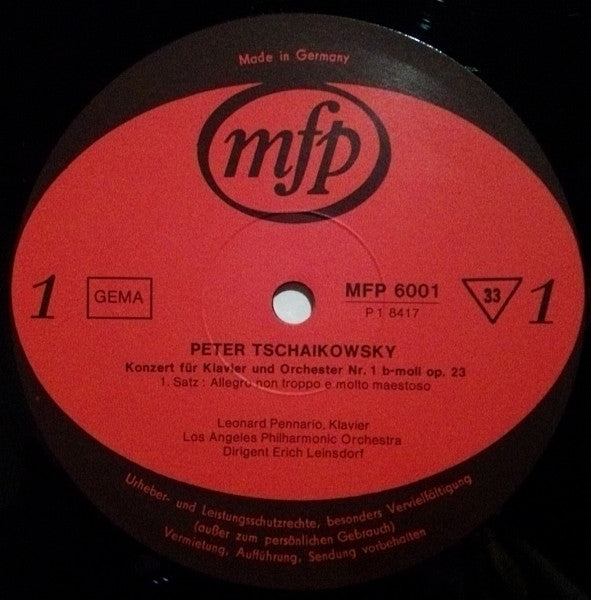 Made in Germany
mfp
1 GEMA MFP 6001 33 1
P 1 8417
PETER TSCHAIKOWSKY
Konzert für Klavier und Orchester Nr. 1 b-moll op. 23
1. Satz : Allegro non troppo e molto maestoso
Leonard Pennario, Klavier
Los Angeles Philharmonic Orchestra
Dirigent Erich Leinsdorf
Urheber- und Leistungsschutzrechte, besonders Vervielfältigung
(außer zum persönlichen Gebrauch)
Vermietung, Aufführung, Sendung vorbehalten